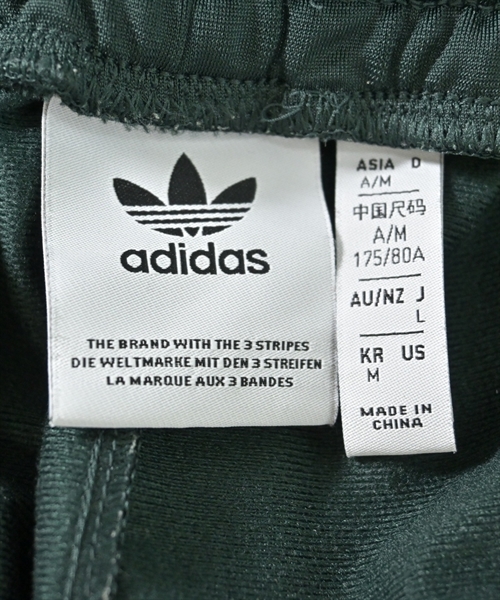 adidas
THE BRAND WITH THE 3 STRIPES
DIE WELTMARKE MIT DEN 3 STREIFEN
LA MARQUE AUX 3 BANDES
ASIA D
A/M
中国尺码
A/M
175/80A
AU/NZ J
L
KR US
M
MADE IN
CHINA